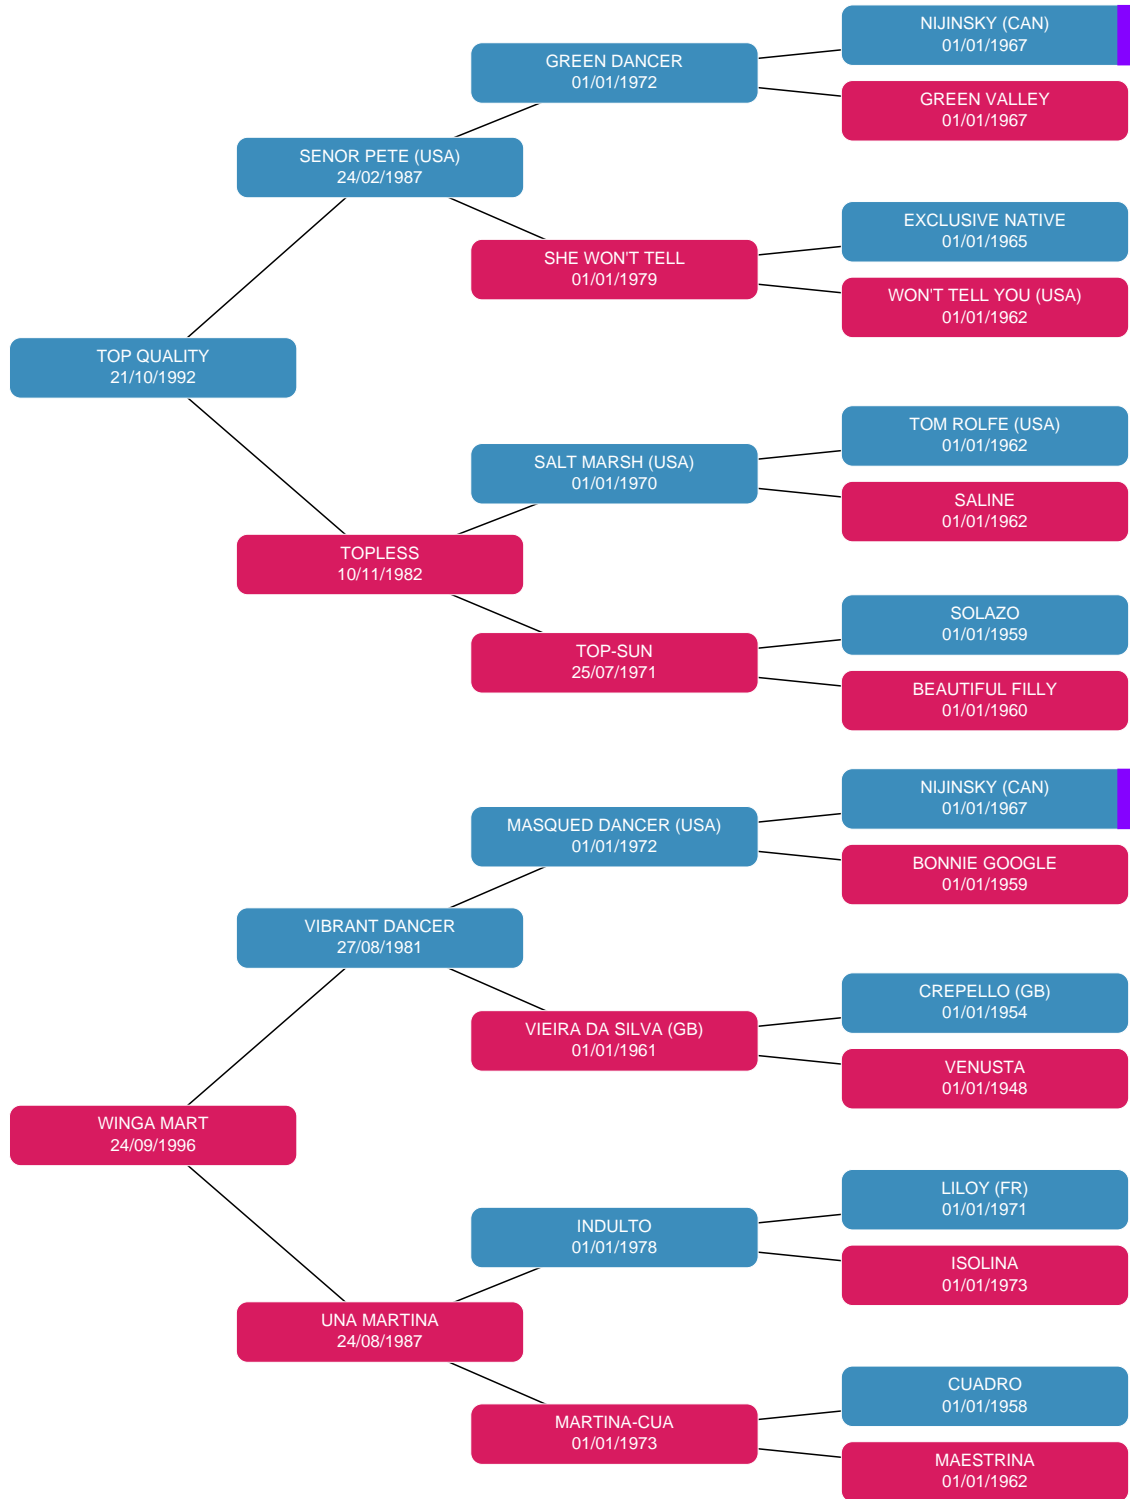 NIJINSKY (CAN)
01/01/1967
GREEN DANCER
01/01/1972
GREEN VALLEY
01/01/1967
SENOR PETE (USA)
24/02/1987
EXCLUSIVE NATIVE
01/01/1965
SHE WON'T TELL
01/01/1979
WON'T TELL YOU (USA)
01/01/1962
TOP QUALITY
21/10/1992
TOM ROLFE (USA)
01/01/1962
SALT MARSH (USA)
01/01/1970
SALINE
01/01/1962
TOPLESS
10/11/1982
SOLAZO
01/01/1959
TOP-SUN
25/07/1971
BEAUTIFUL FILLY
01/01/1960
NIJINSKY (CAN)
01/01/1967
MASQUED DANCER (USA)
01/01/1972
BONNIE GOOGLE
01/01/1959
VIBRANT DANCER
27/08/1981
CREPELLO (GB)
01/01/1954
VIEIRA DA SILVA (GB)
01/01/1961
VENUSTA
01/01/1948
WINGA MART
24/09/1996
LILOY (FR)
01/01/1971
INDULTO
01/01/1978
ISOLINA
01/01/1973
UNA MARTINA
24/08/1987
CUADRO
01/01/1958
MARTINA-CUA
01/01/1973
MAESTRINA
01/01/1962